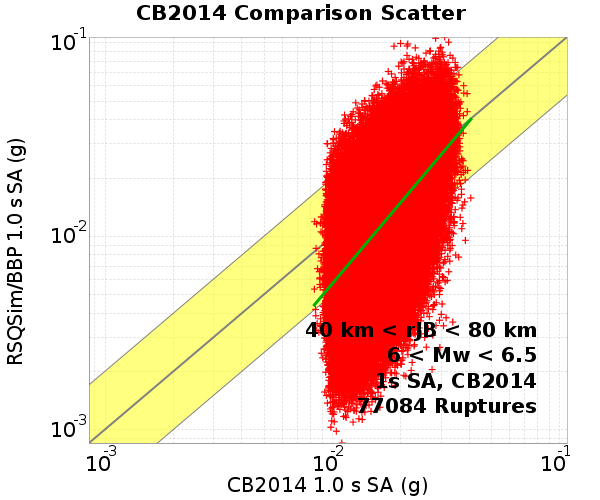 CB2014 Comparison Scatter
10-1
10-2
10-3
RSQSim/BBP 1.0 s SA (g)
40 km < rJB < 80 km
6 < Mw < 6.5
1s SA, CB2014
77084 Ruptures
10-3 10-2 10-1
CB2014 1.0 s SA (g)